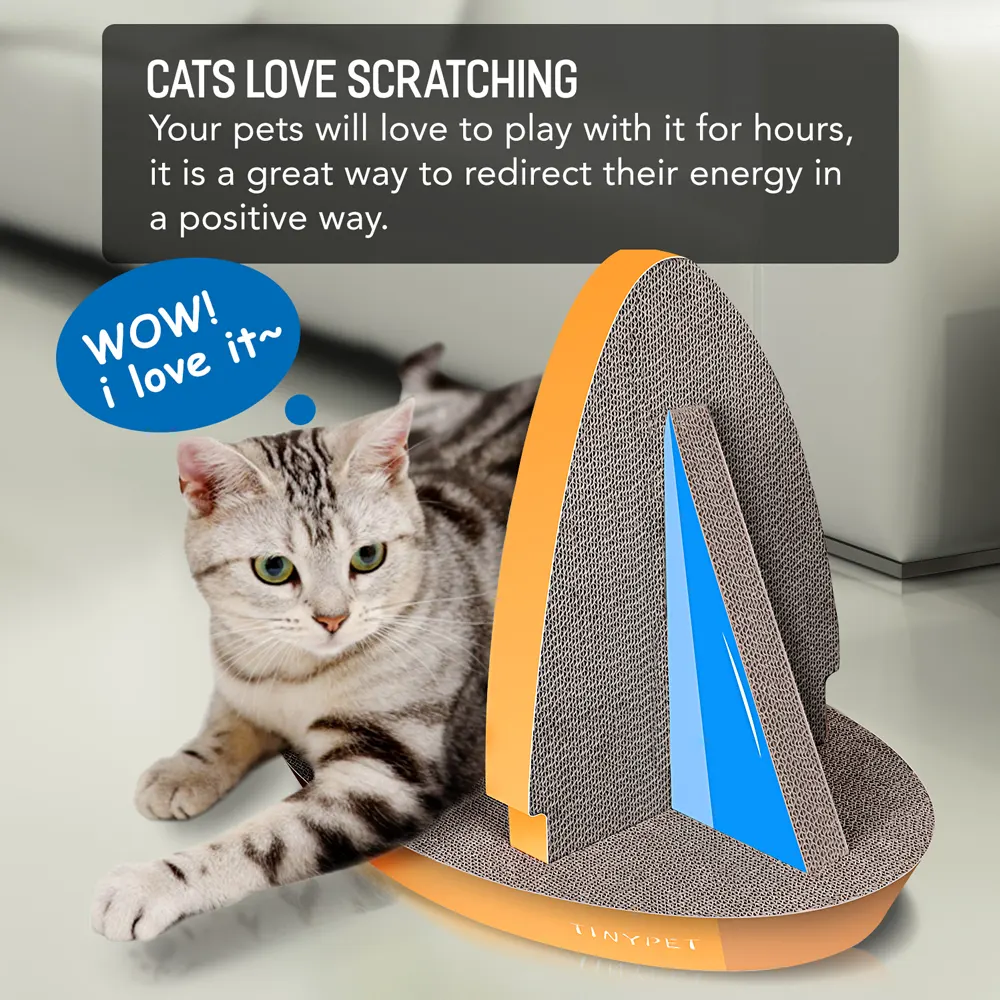 CATS LOVE SCRATCHING
Your pets will love to play with it for hours,
it is a great way to redirect their energy in
a positive way.
WOW!
i love it~
TINYPET